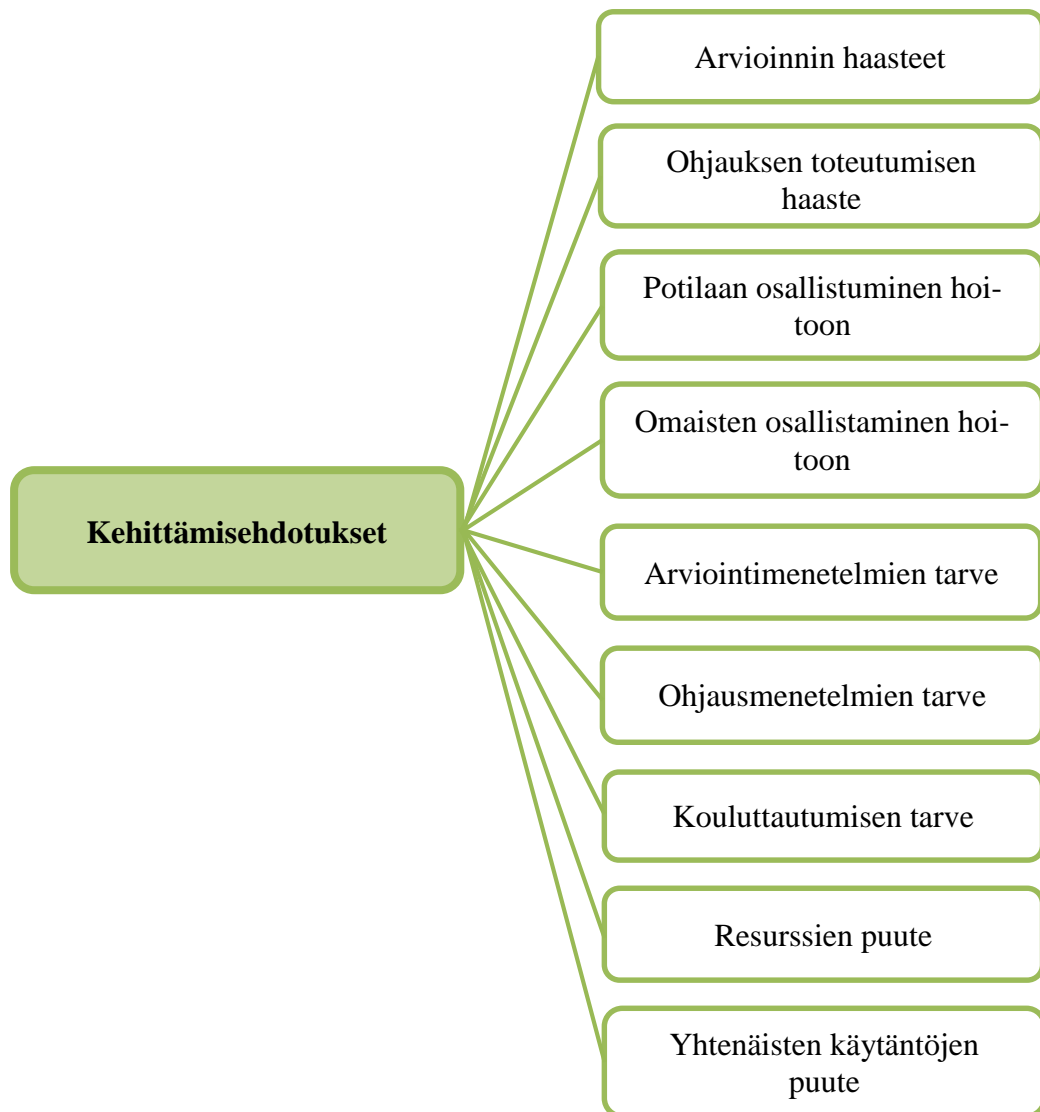 Arvioinnin haasteet
Ohjauksen toteutumisen
haaste
Potilaan osallistuminen hoi-
toon
Omaisten osallistaminen hoi-
toon
Kehittämisehdotukset
Arviointimenetelmien tarve
Ohjausmenetelmien tarve
Kouluttautumisen tarve
Resurssien puute
Yhtenäisten käytäntöjen
puute